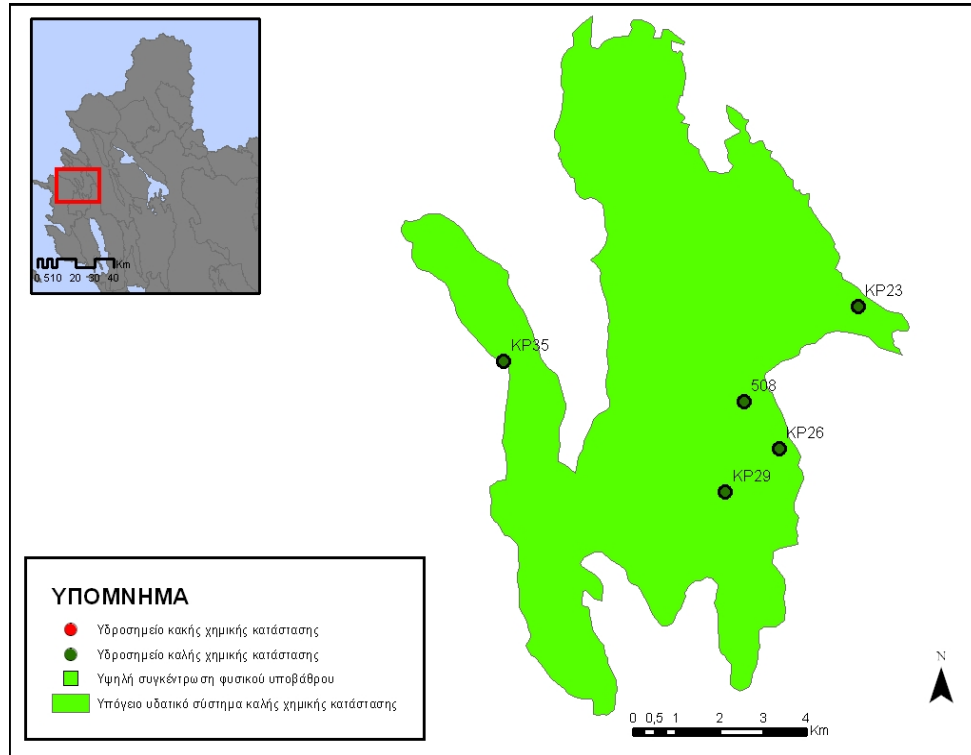 Km
0 510 20 30 40
KP23
KP35
508
KP26
KP29
ΥΠΟΜΝΗΜΑ
Υδροσημείο κακής χημικής κατάστασης
Υδροσημείο καλής χημικής κατάστασης
Υψηλή συγκέντρωση φυσικού υποβάθρου
Υπόγειο υδατικό σύστημα καλής χημικής κατάστασης
N
0 0,5 1 2 3 4
Km